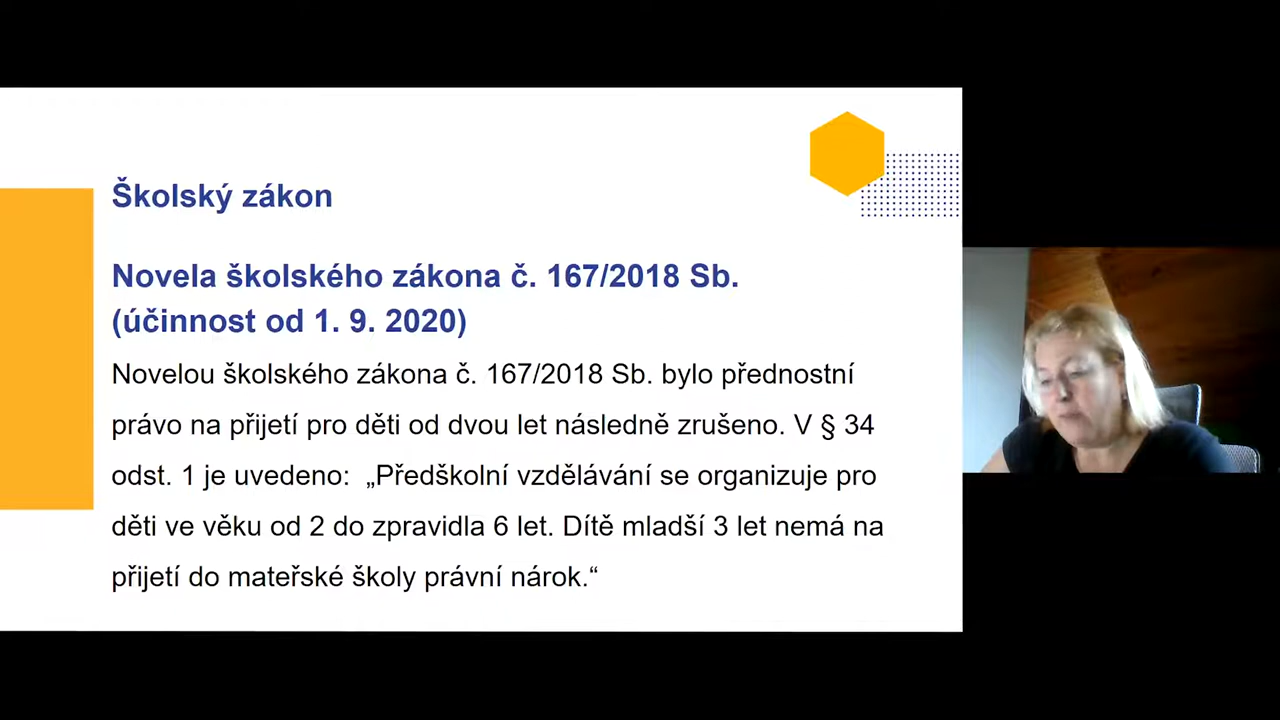 Školský zákon
Novela školského zákona č. 167/2018 Sb.
(účinnost od 1. 9. 2020)
Novelou školského zákona č. 167/2018 Sb. bylo přednostní
právo na přijetí pro děti od dvou let následně zrušeno. V § 34
odst. 1 je uvedeno: „Předškolní vzdělávání se organizuje pro
děti ve věku od 2 do zpravidla 6 let. Dítě mladší 3 let nemá na
přijetí do mateřské školy právní nárok.“